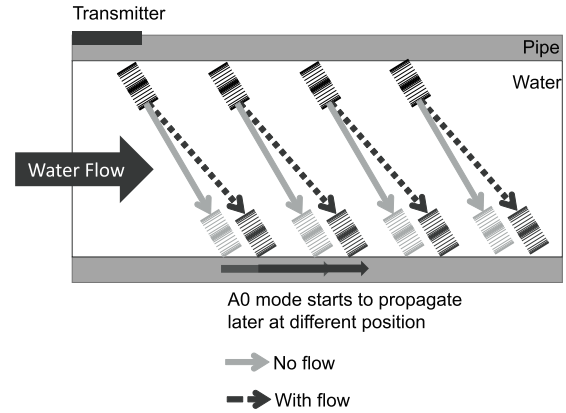 Transmitter
Pipe
Water
Water Flow
A0 mode starts to propagate
later at different position
No flow
With flow